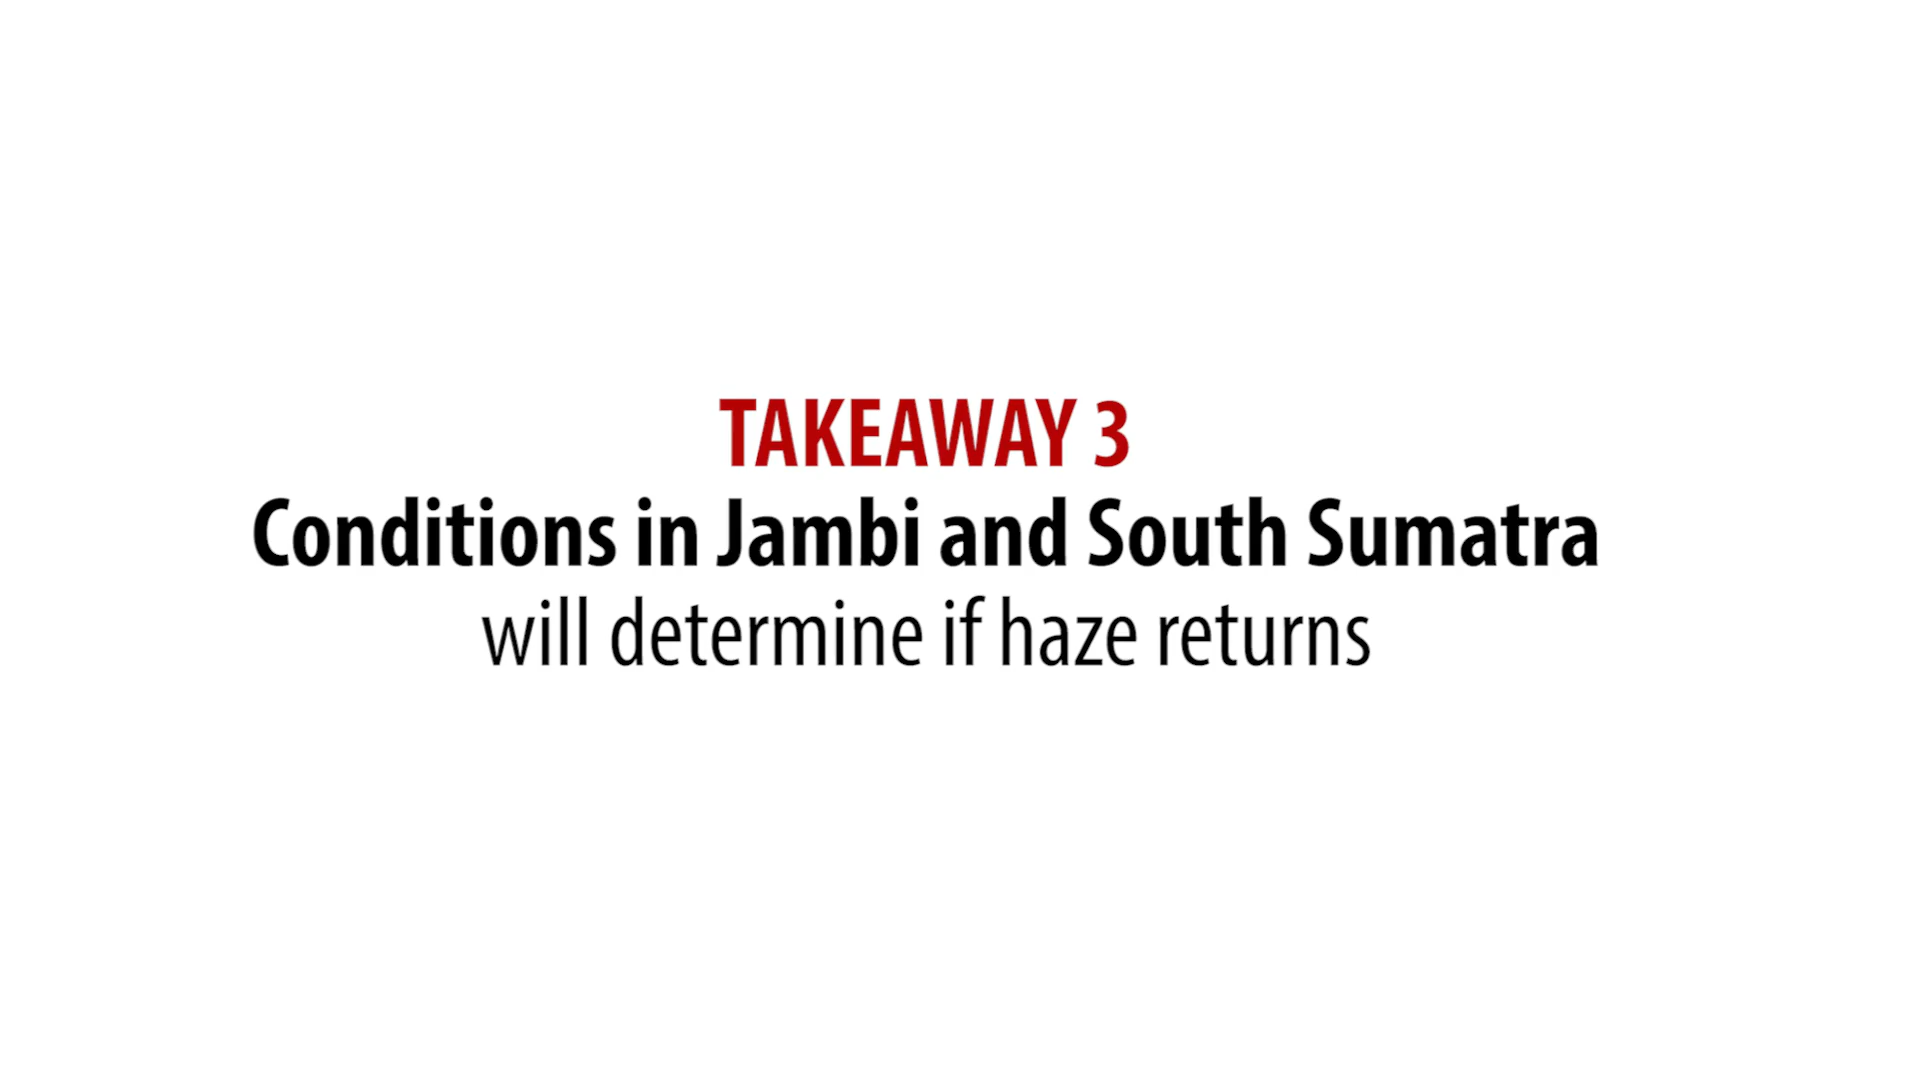 TAKEAWAY 3
Conditions in Jambi and South Sumatra
will determine if haze returns